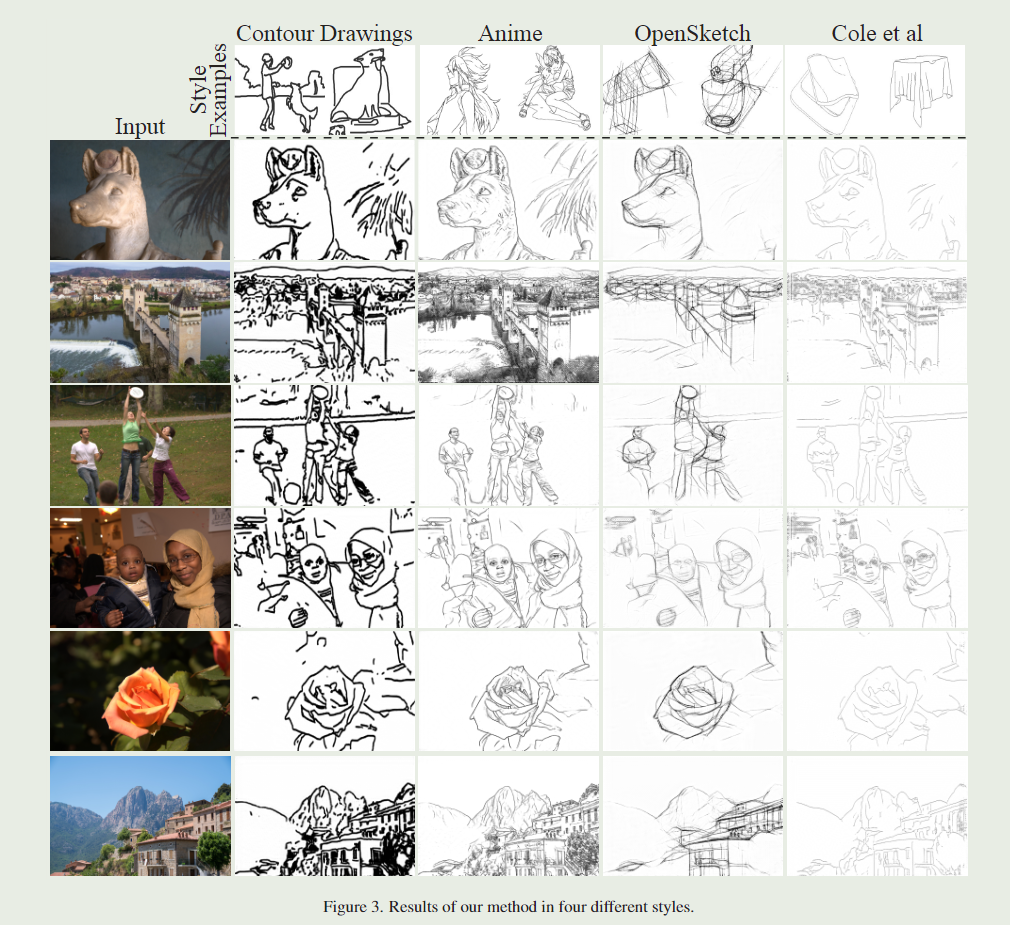 Contour Drawings
Anime
OpenSketch
Cole et al
Style
Examples
Input
Figure 3. Results of our method in four different styles.